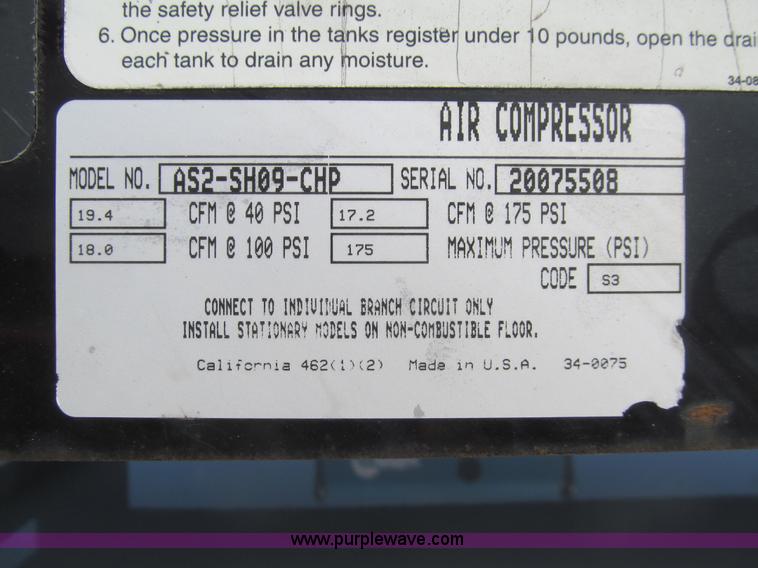 the safety relief valve rings.
6. Once pressure in the tanks register under 10 pounds, open the
each tank to drain any moisture.
34-08
AIR COMPRESSOR
MODEL NO. AS2-SH09-CHP SERIAL NO. 20075508
19.4 CFM @ 40 PSI 17.2 CFM @ 175 PSI
18.0 CFM @ 100 PSI 175 MAXIMUM PRESSURE (PSI)
CODE S3
CONNECT TO INDIVIDUAL BRANCH CIRCUIT ONLY
INSTALL STATIONARY MODELS ON NON-COMBUSTIBLE FLOOR.
California 462(1)(2) Made in U.S.A. 34-0075
www.purplewave.com